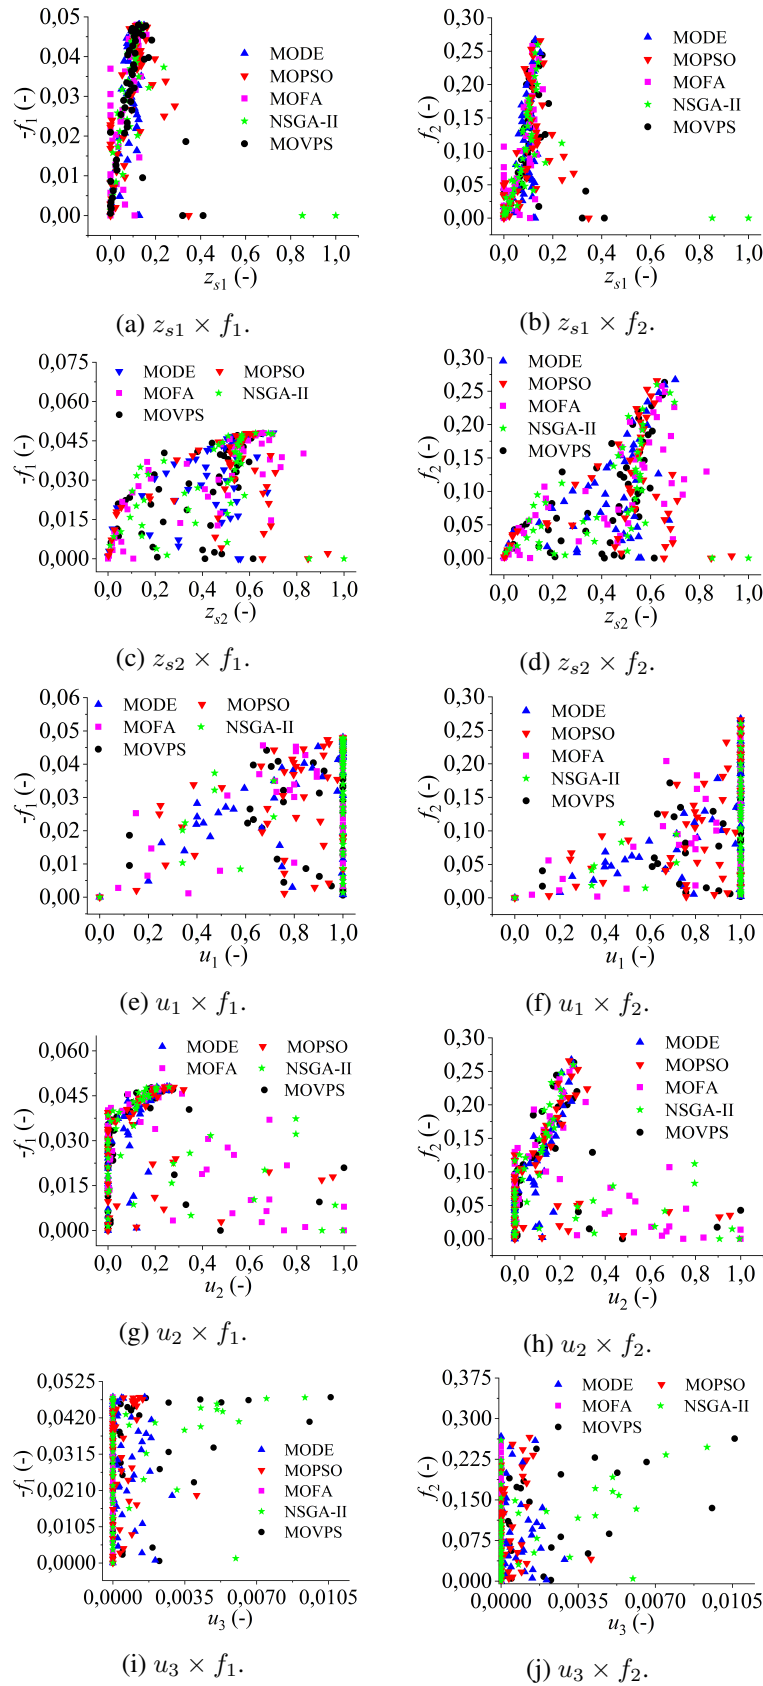 0,05
0,04
0,03
0,02
0,01
0,00
-f1 (-)
MODE
MOPSO
MOFA
NSGA-II
MOVPS
0,0 0,2 0,4 0,6 0,8 1,0
zs1 (-)
(a) zs1 × f1.
0,30
0,25
0,20
0,15
0,10
0,05
0,00
f2 (-)
MODE
MOPSO
MOFA
NSGA-II
MOVPS
0,0 0,2 0,4 0,6 0,8 1,0
zs1 (-)
(b) zs1 × f2.
0,075
0,060
0,045
0,030
0,015
0,000
-f1 (-)
MODE MOPSO
MOFA NSGA-II
MOVPS
0,0 0,2 0,4 0,6 0,8 1,0
zs2 (-)
(c) zs2 × f1.
0,30
0,25
0,20
0,15
0,10
0,05
0,00
f2 (-)
MODE
MOPSO
MOFA
NSGA-II
MOVPS
0,0 0,2 0,4 0,6 0,8 1,0
zs2 (-)
(d) zs2 × f2.
0,06
0,05
0,04
0,03
0,02
0,01
0,00
-f1 (-)
MODE MOPSO
MOFA NSGA-II
MOVPS
0,0 0,2 0,4 0,6 0,8 1,0
u1 (-)
(e) u1 × f1.
0,30
0,25
0,20
0,15
0,10
0,05
0,00
f2 (-)
MODE
MOPSO
MOFA
NSGA-II
MOVPS
0,0 0,2 0,4 0,6 0,8 1,0
u1 (-)
(f) u1 × f2.
0,060
0,045
0,030
0,015
0,000
-f1 (-)
MODE MOPSO
MOFA NSGA-II
MOVPS
0,0 0,2 0,4 0,6 0,8 1,0
u2 (-)
(g) u2 × f1.
0,30
0,25
0,20
0,15
0,10
0,05
0,00
f2 (-)
MODE
MOPSO
MOFA
NSGA-II
MOVPS
0,0 0,2 0,4 0,6 0,8 1,0
u2 (-)
(h) u2 × f2.
0,0525
0,0420
0,0315
0,0210
0,0105
0,0000
-f1 (-)
MODE
MOPSO
MOFA
NSGA-II
MOVPS
0,0000 0,0035 0,0070 0,0105
u3 (-)
(i) u3 × f1.
0,375
0,300
0,225
0,150
0,075
0,000
f2 (-)
MODE MOPSO
MOFA NSGA-II
MOVPS
0,0000 0,0035 0,0070 0,0105
u3 (-)
(j) u3 × f2.